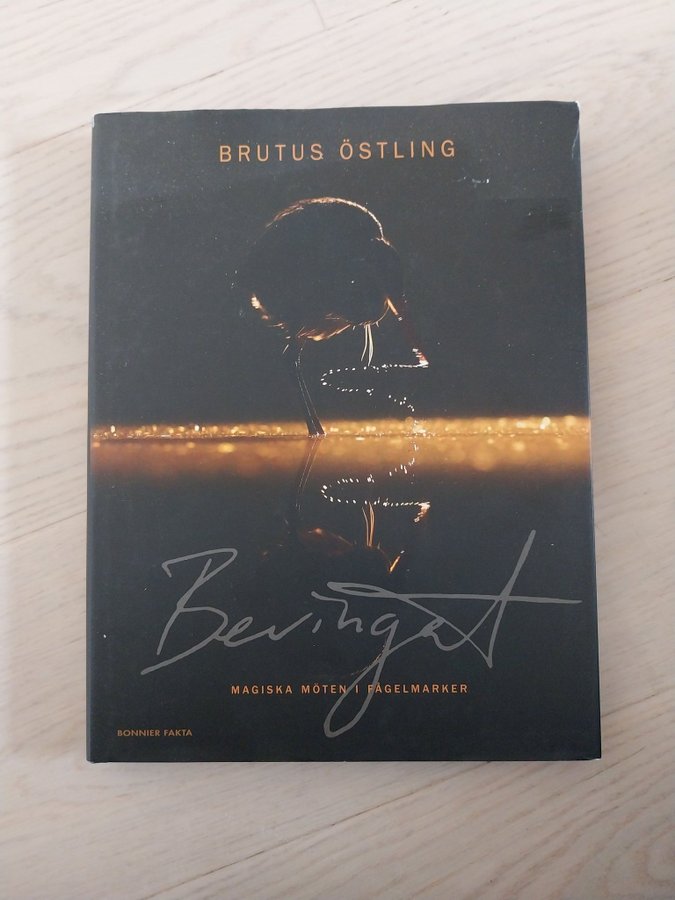 BRUTUS ÖSTLING
Bevingat
MAGISKA MÖTEN I FÅGELMARKER
BONNIER FAKTA